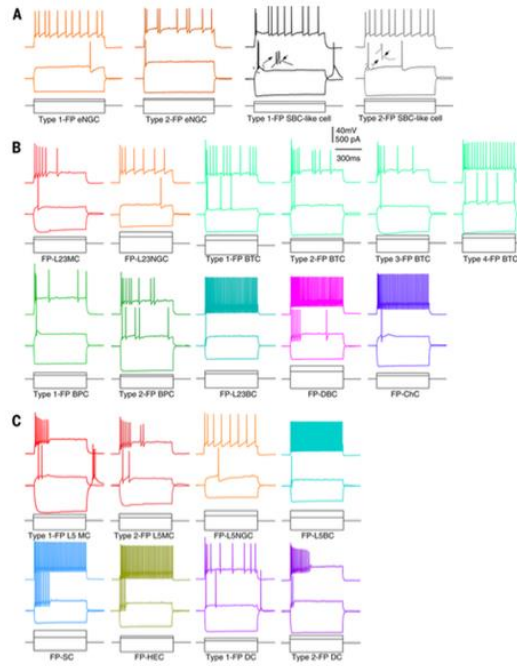 A
Type 1-FP eNGC Type 2-FP eNGC Type 1-FP SBC-like cell Type 2-FP SBC-like cell
40mV
500 pA
300ms
B
FP-L23MC FP-L23NGC Type 1-FP BTC Type 2-FP BTC Type 3-FP BTC Type 4-FP BTC
Type 1-FP BPC Type 2-FP BPC FP-L23BC FP-DBC FP-ChC
C
Type 1-FP L5 MC Type 2-FP L5MC FP-L5NGC FP-L5BC
FP-SC FP-HEC Type 1-FP DC Type 2-FP DC